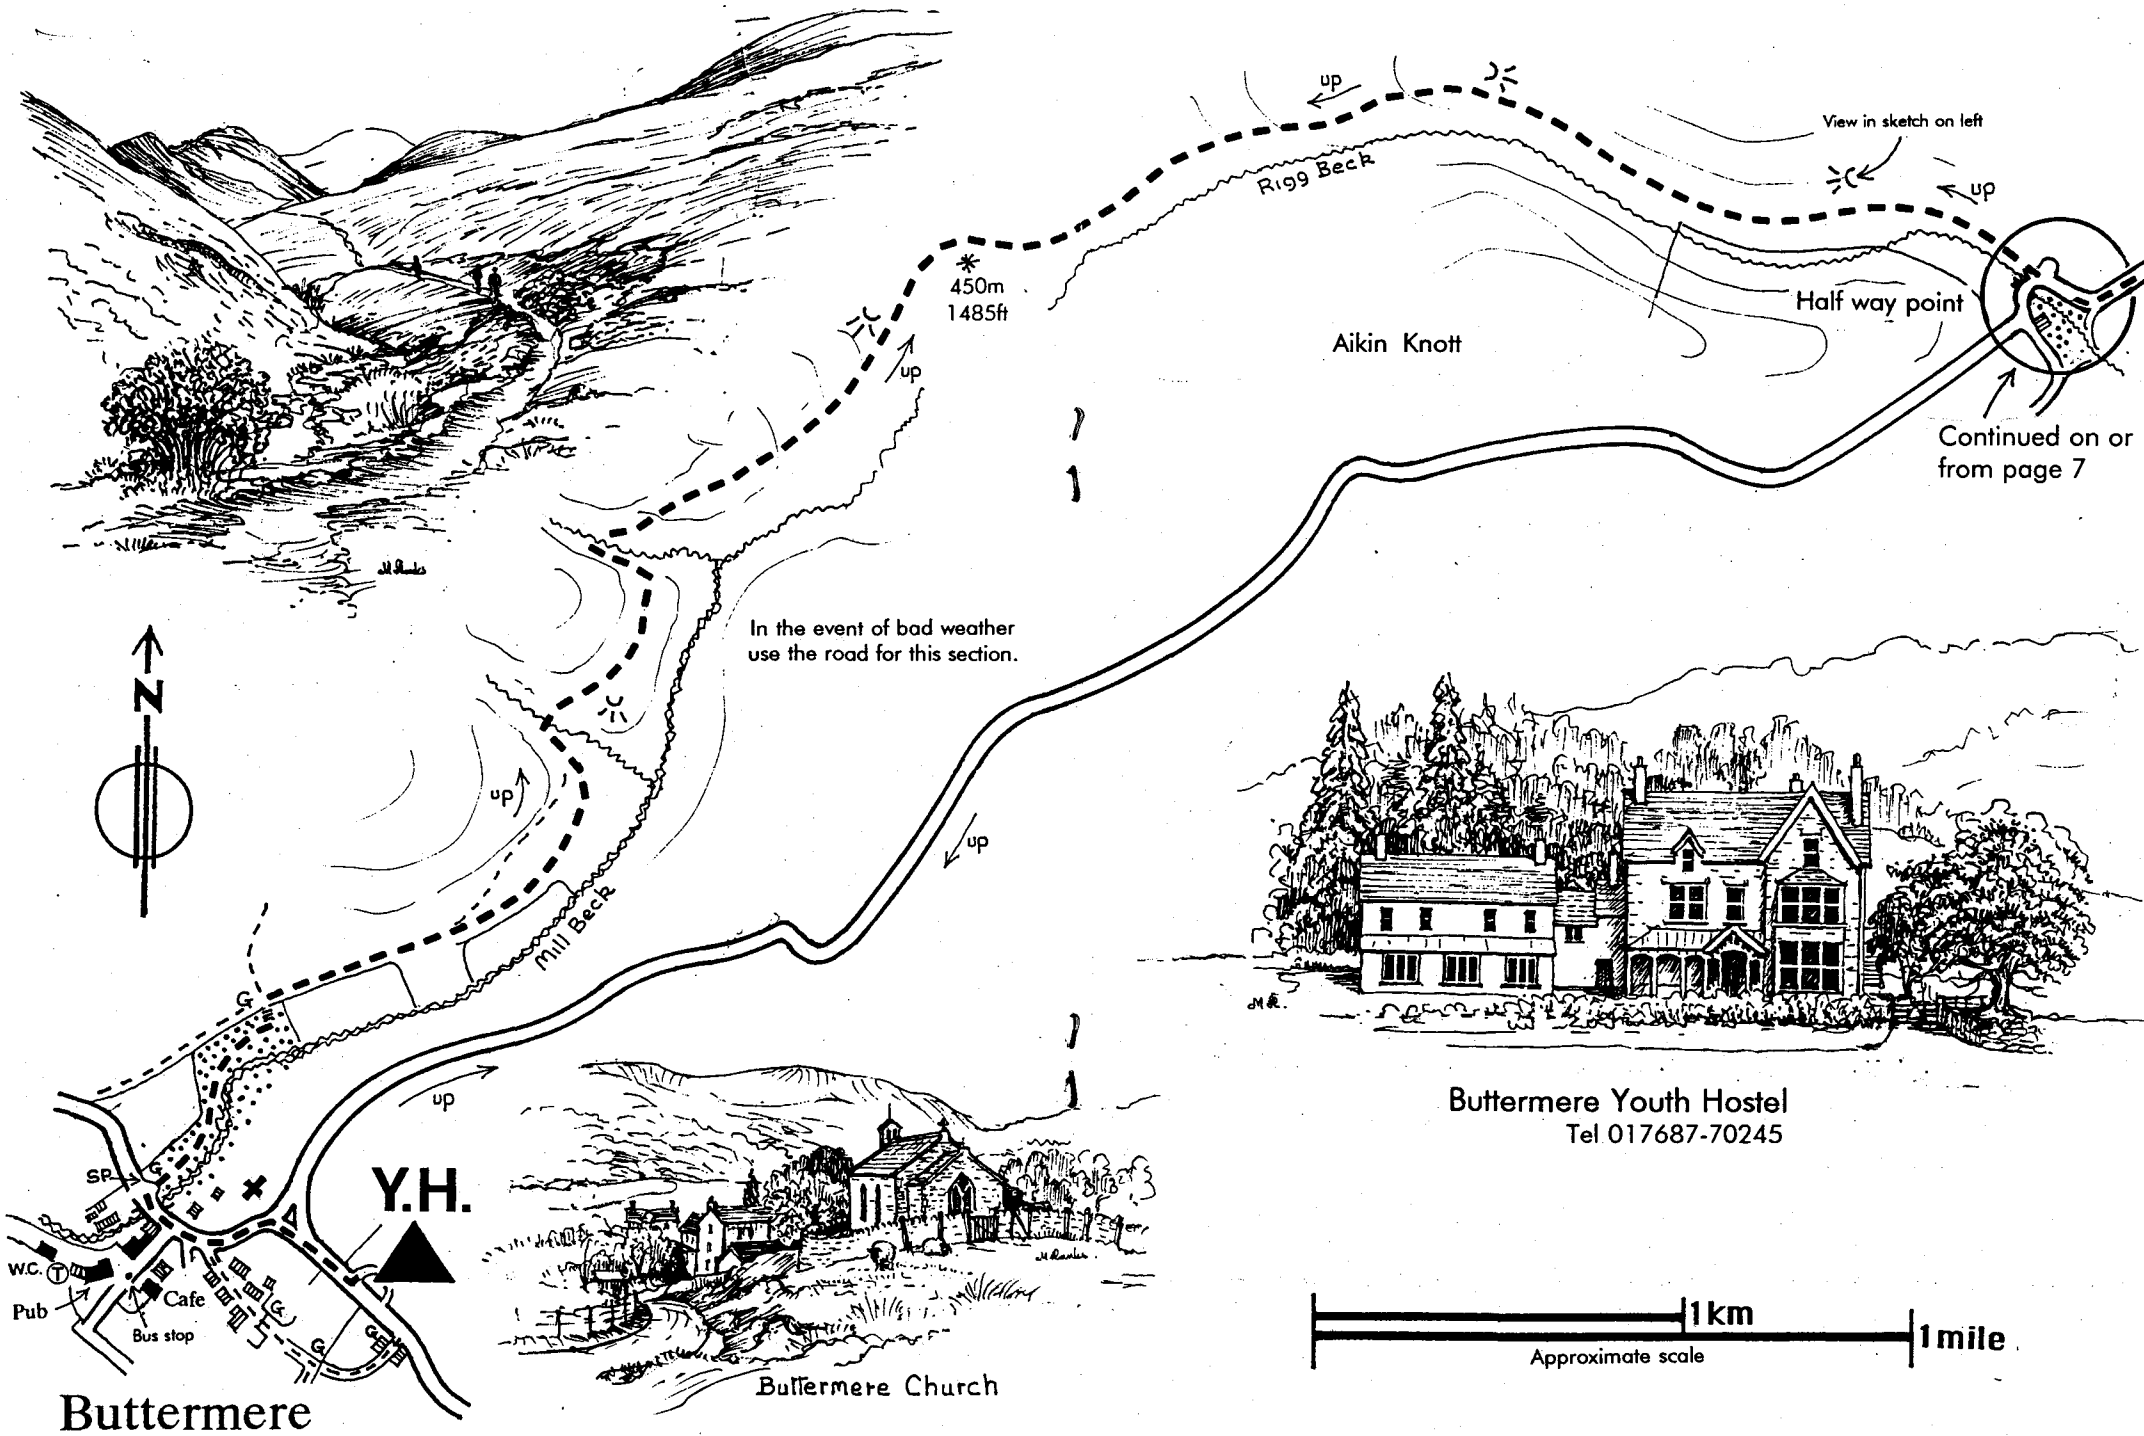 up
View in sketch on left
up
Rigg Beck
450m
1485ft
Half way point
Aikin Knott
up
Continued on or
from page 7
In the event of bad weather
use the road for this section.
N
up
up
Mill Beck
G
up
Buttermere Youth Hostel
Tel 017687-70245
SP
G
Y.H.
W.C.
T
Pub
Cafe
Bus stop
G
G
G
1km
1mile
Approximate scale
Buttermere Church
Buttermere